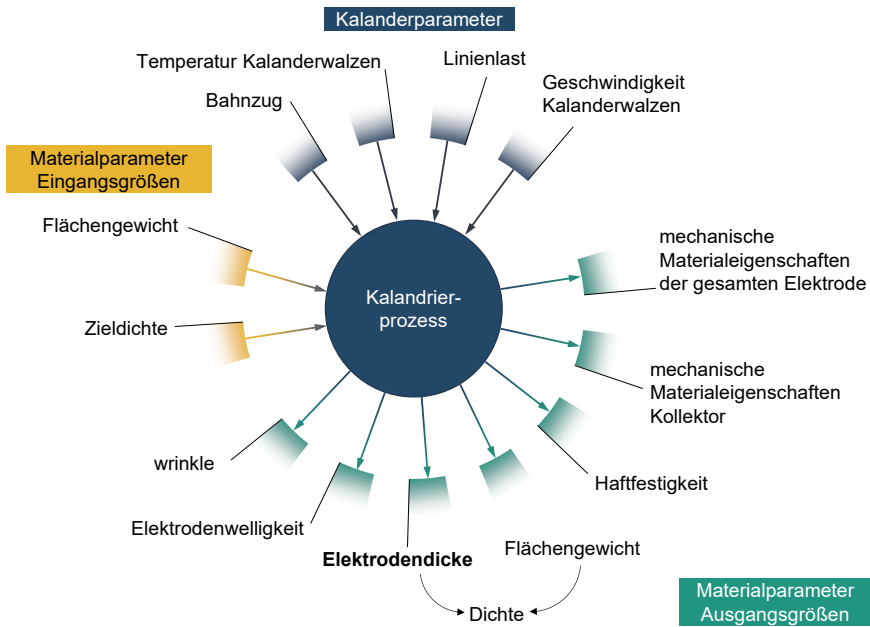 Kalanderparameter
Temperatur Kalanderwalzen
Linienlast
Bahnzug
Geschwindigkeit
Kalanderwalzen
Materialparameter
Eingangsgrößen
Flächengewicht
Zieldichte
Kalandrier-
prozess
mechanische
Materialeigenschaften
der gesamten Elektrode
mechanische
Materialeigenschaften
Kollektor
Haftfestigkeit
wrinkle
Elektrodenwelligkeit
Elektrodendicke
Flächengewicht
Dichte
Materialparameter
Ausgangsgrößen